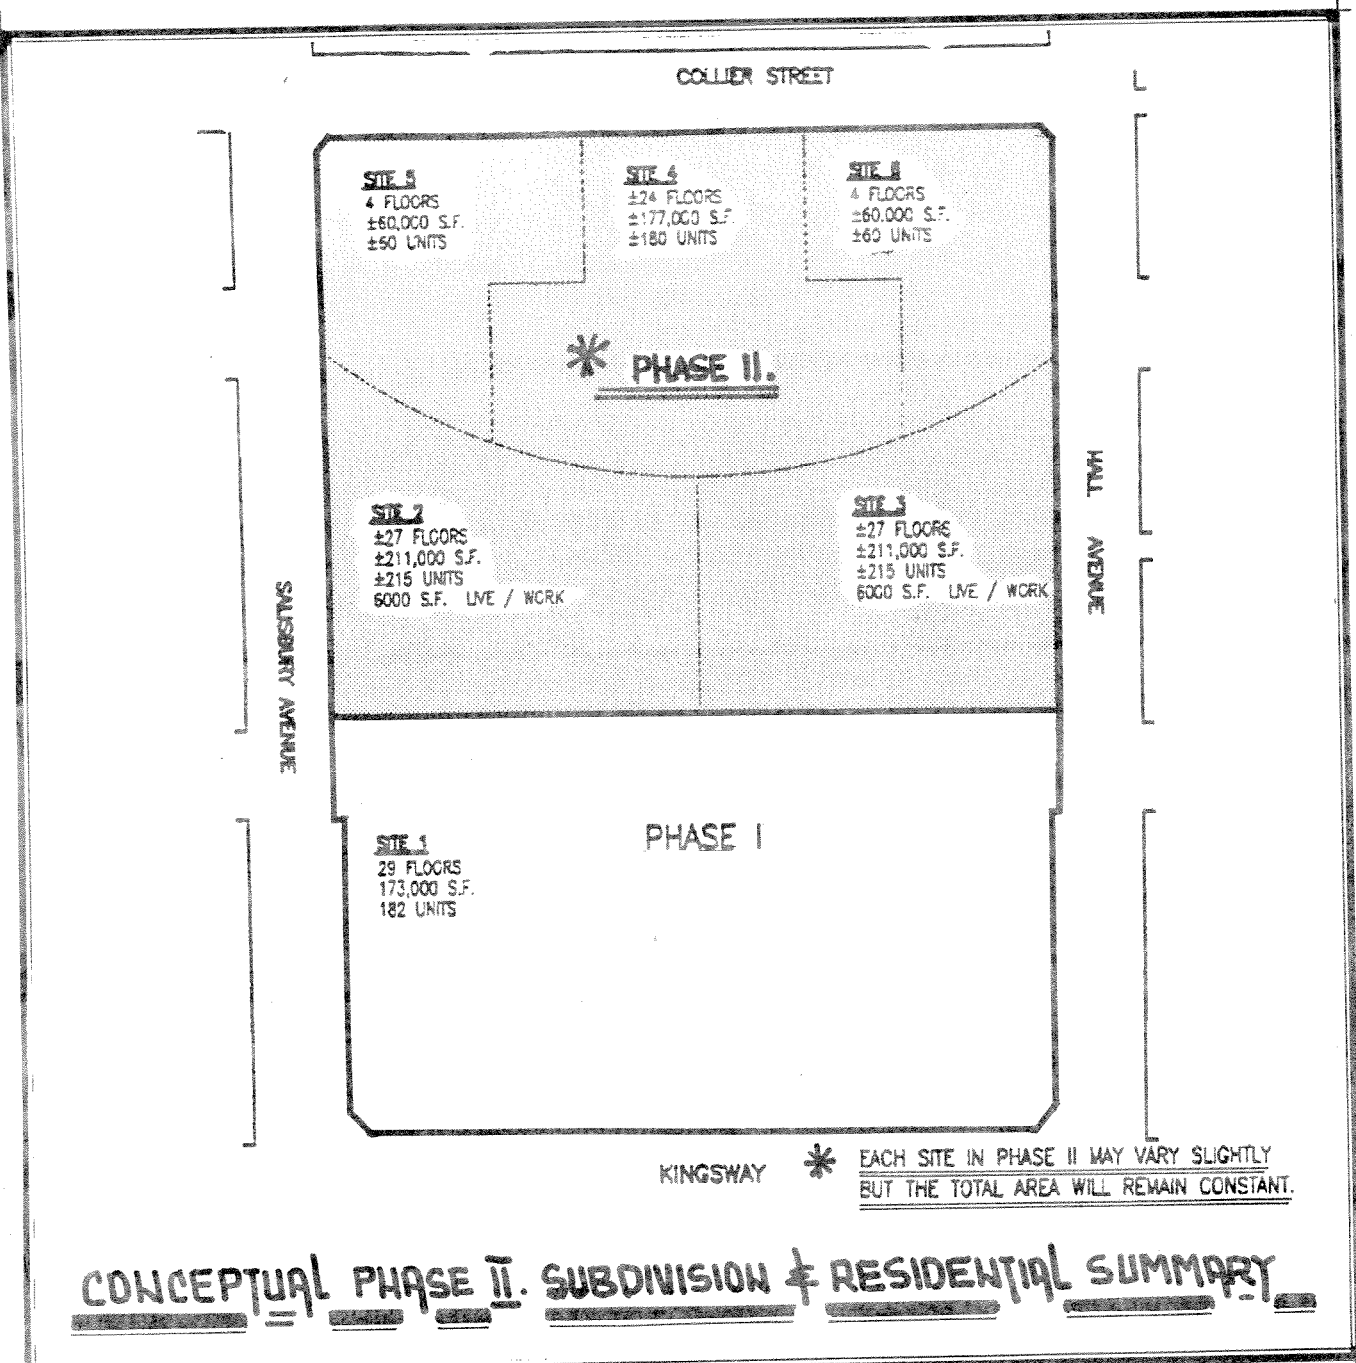 COLLIER STREET
SITE 5
4 FLOORS
±60,000 S.F.
±60 UNITS
SITE 4
±24 FLOORS
±177,000 S.F.
±180 UNITS
SITE 6
4 FLOORS
±60,000 S.F.
±60 UNITS
* PHASE II.
SITE 2
±27 FLOORS
±211,000 S.F.
±215 UNITS
6000 S.F. LIVE / WORK
SITE 3
±27 FLOORS
±211,000 S.F.
±215 UNITS
6000 S.F. LIVE / WORK
HALL AVENUE
SALISBURY AVENUE
PHASE I
SITE 1
29 FLOORS
173,000 S.F.
182 UNITS
KINGSWAY
* EACH SITE IN PHASE II MAY VARY SLIGHTLY
BUT THE TOTAL AREA WILL REMAIN CONSTANT.
CONCEPTUAL PHASE II. SUBDIVISION & RESIDENTIAL SUMMARY